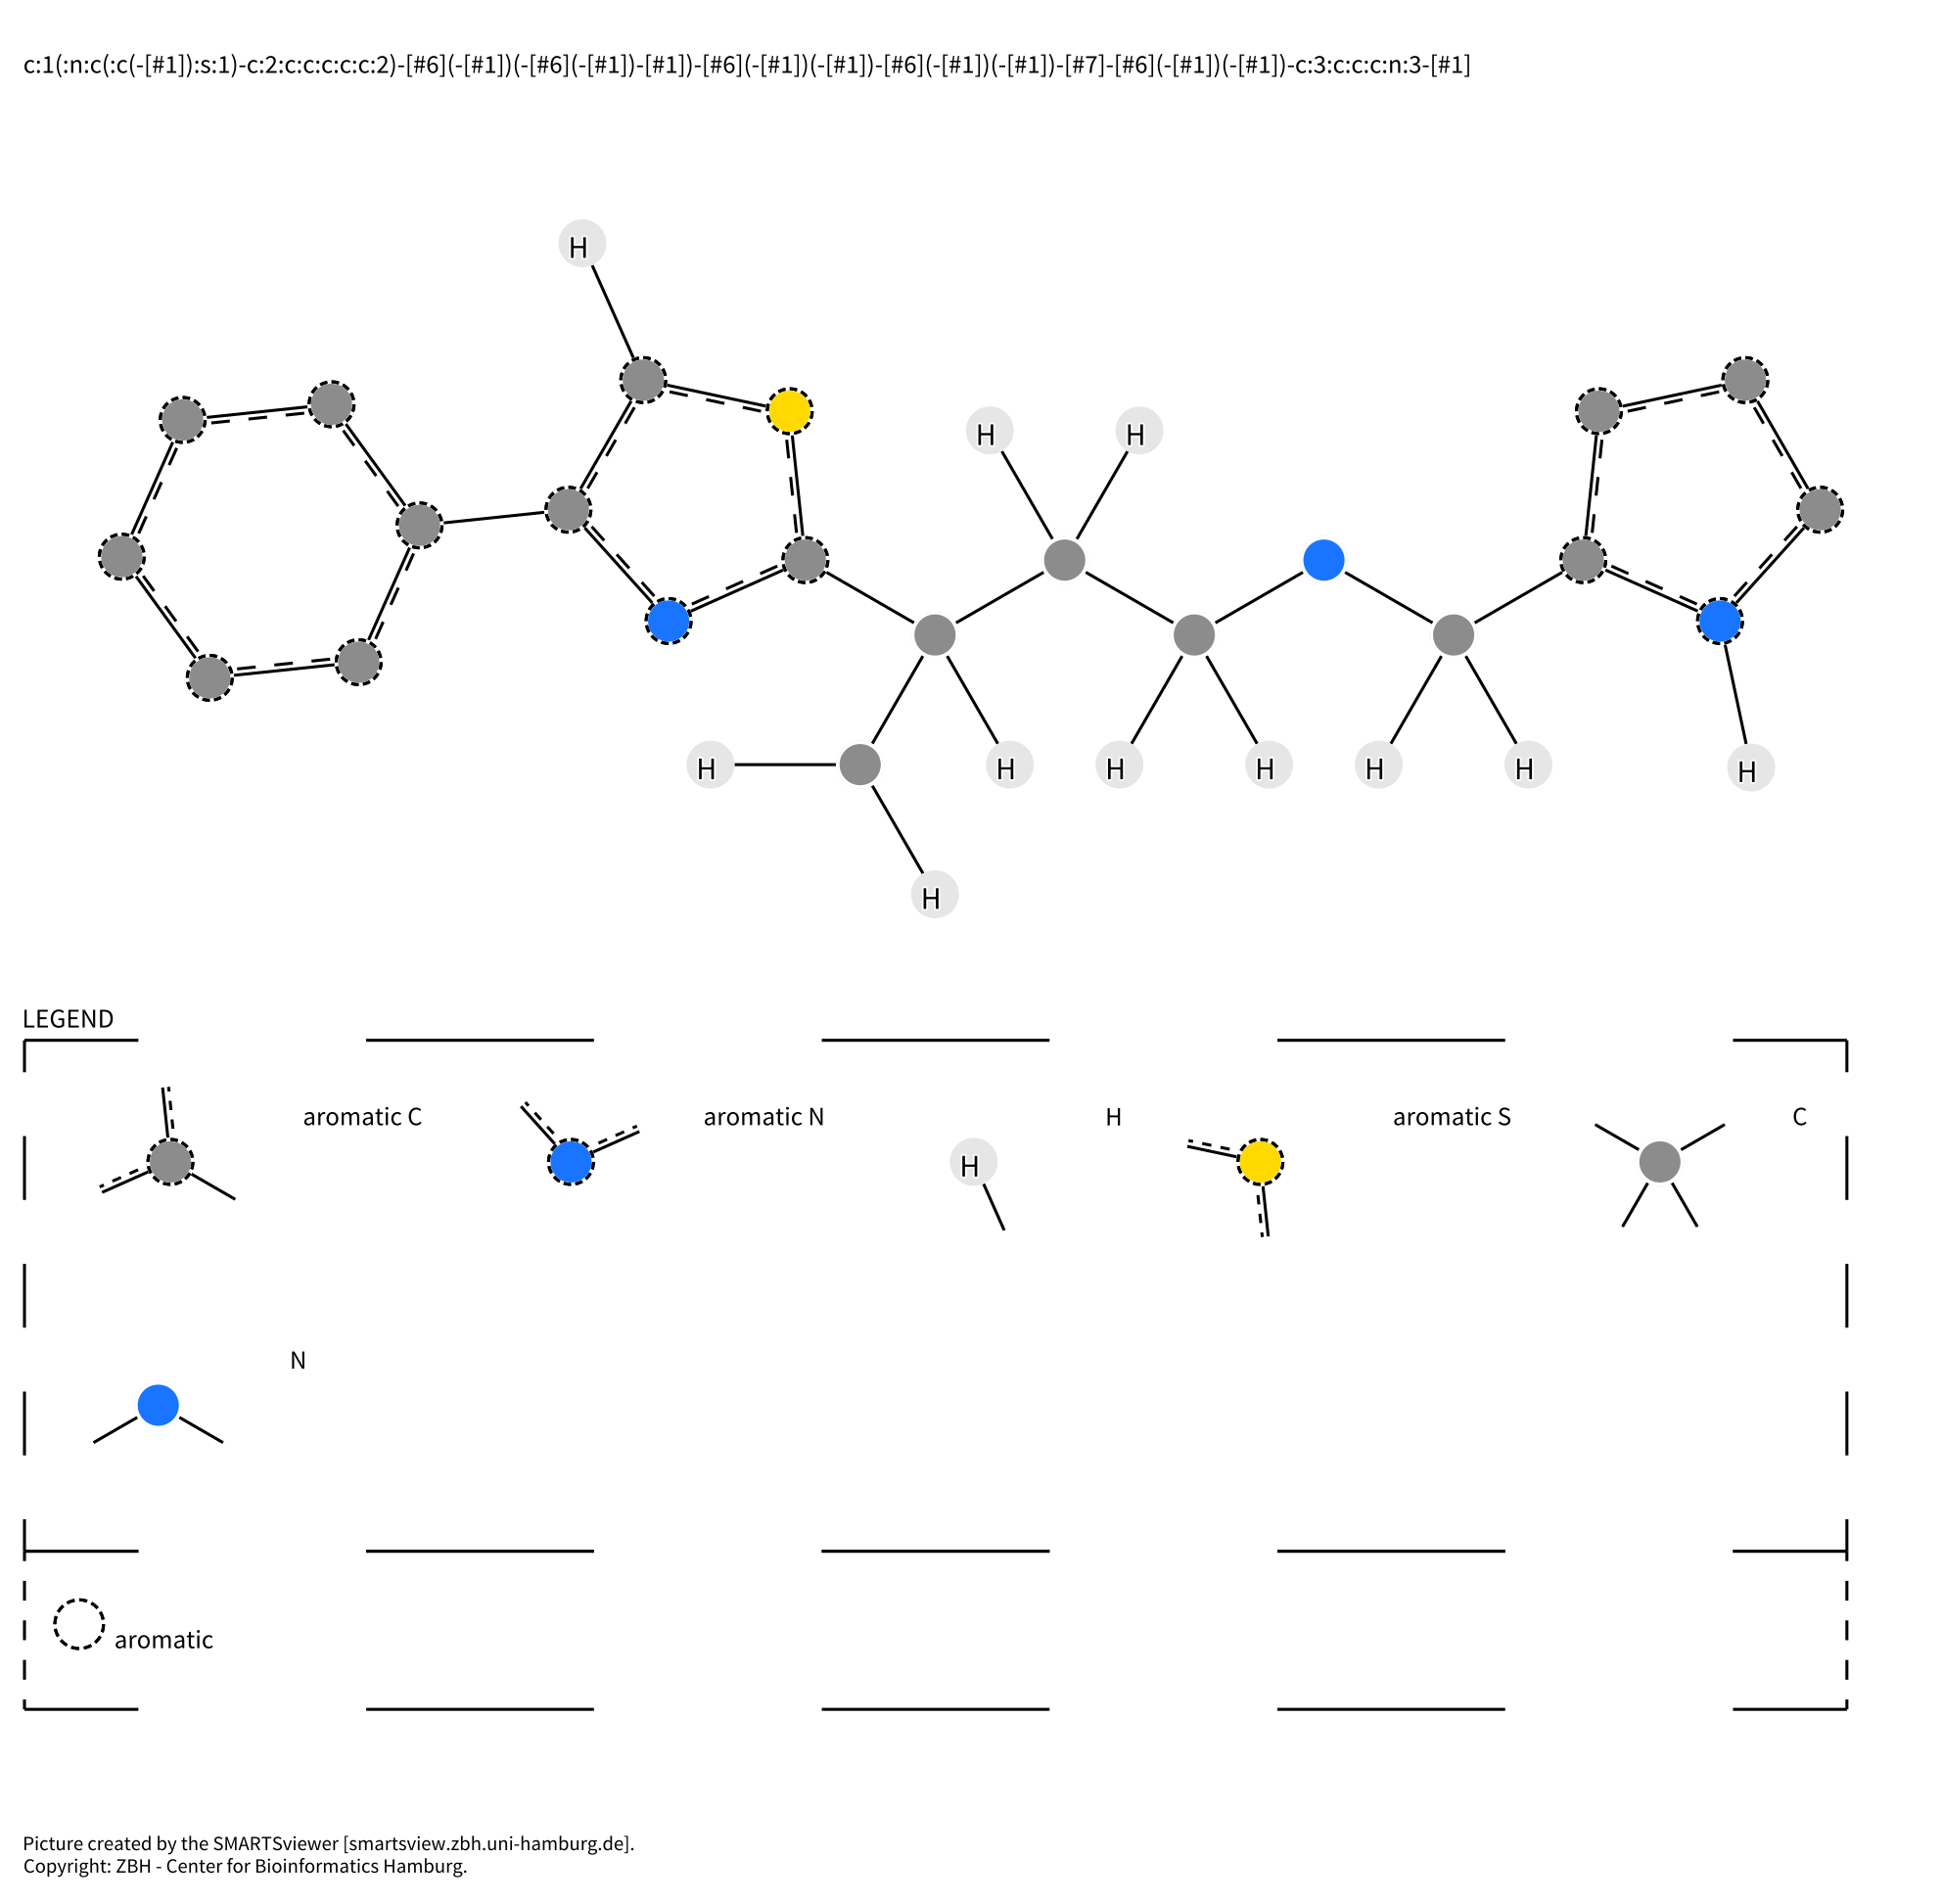 c:1(:n:c(:c(-[#1]):s:1)-c:2:c:c:c:c:c:2)-[#6](-[#1])(-[#6](-[#1])-[#1])-[#6](-[#1])(-[#1])-[#6](-[#1])(-[#1])-[#7]-[#6](-[#1])(-[#1])-c:3:c:c:c:n:3-[#1]
H
H H
H H H H H H H
H
LEGEND
aromatic C aromatic N H aromatic S C
H
N
aromatic
Picture created by the SMARTSviewer [smartsview.zbh.uni-hamburg.de].
Copyright: ZBH - Center for Bioinformatics Hamburg.